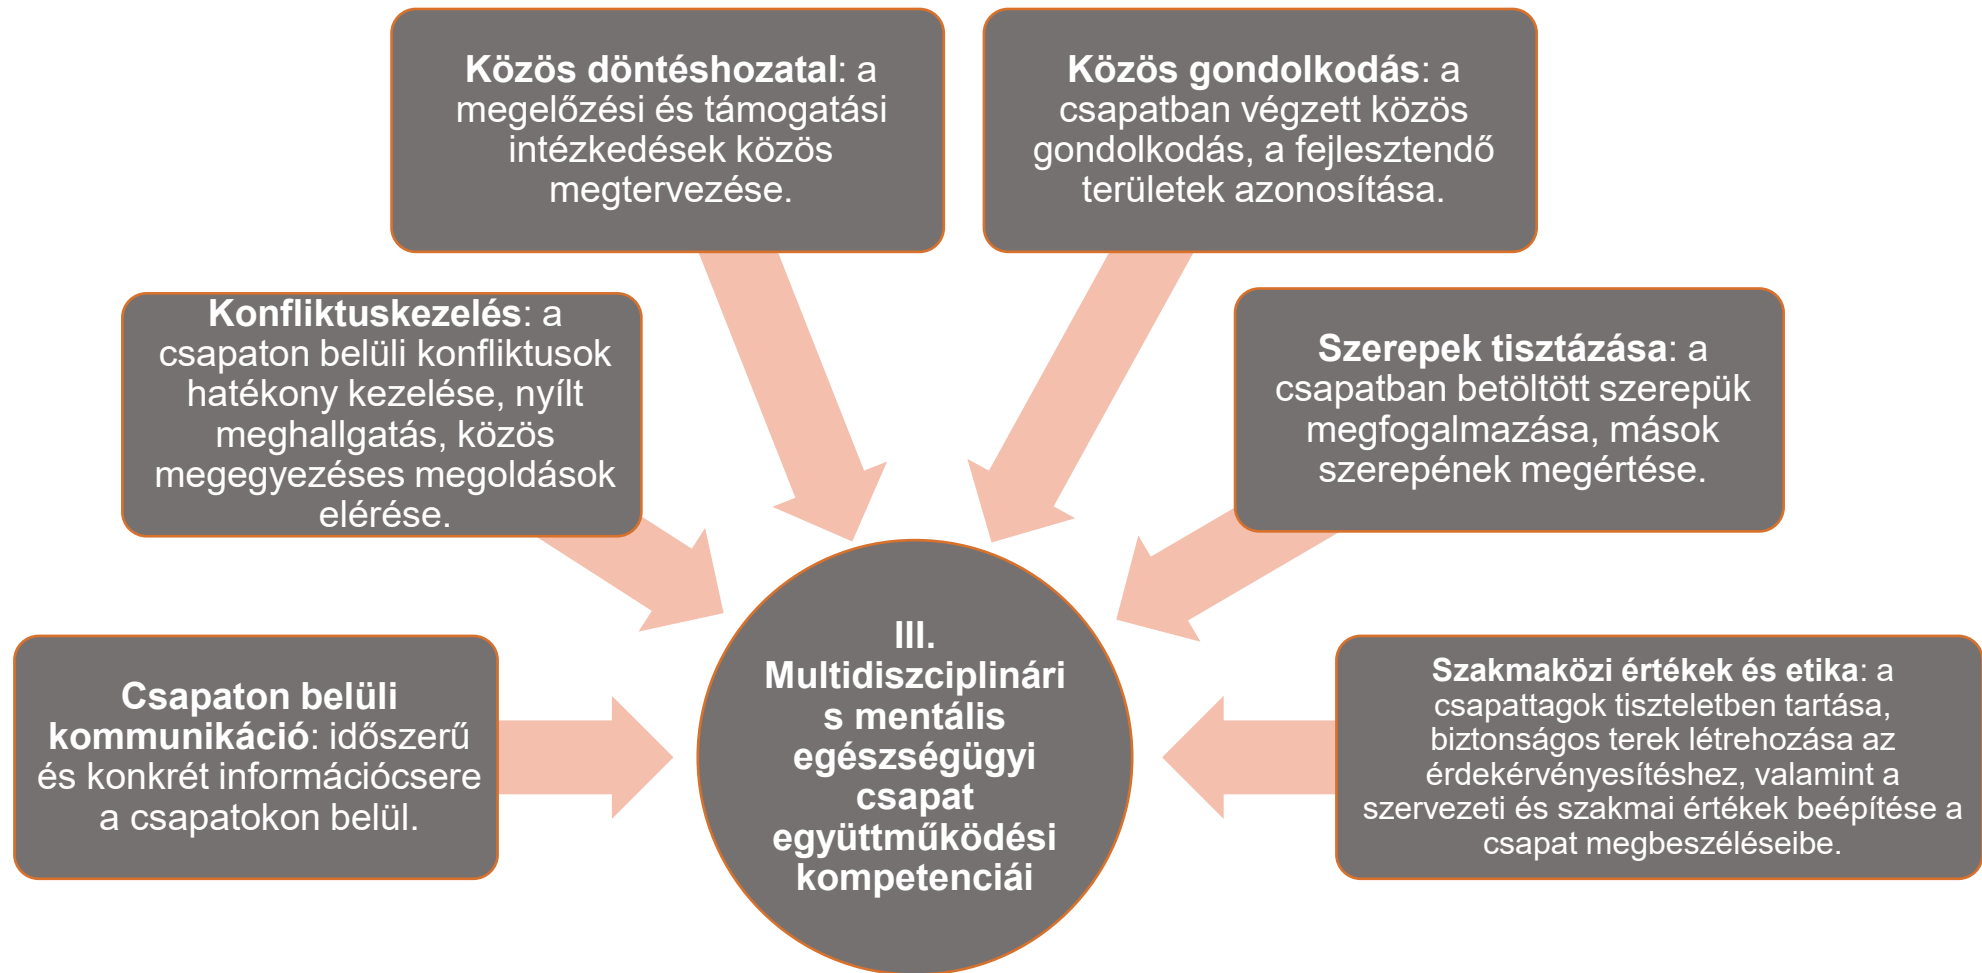 Közös döntéshozatal: a
megelőzési és támogatási
intézkedések közös
megtervezése.
Közös gondolkodás: a
csapatban végzett közös
gondolkodás, a fejlesztendő
területek azonosítása.
Konfliktuskezelés: a
csapaton belüli konfliktusok
hatékony kezelése, nyílt
meghallgatás, közös
megegyezéses megoldások
elérése.
Szerepek tisztázása: a
csapatban betöltött szerepük
megfogalmazása, mások
szerepének megértése.
Csapaton belüli
kommunikáció: időszerű
és konkrét információcsere
a csapatokon belül.
III.
Multidiszciplinári
s mentális
egészségügyi
csapat
együttműködési
kompetenciái
Szakmaközi értékek és etika: a
csapattagok tiszteletben tartása,
biztonságos terek létrehozása az
érdekérvényesítéshez, valamint a
szervezeti és szakmai értékek beépítése a
csapat megbeszéléseibe.